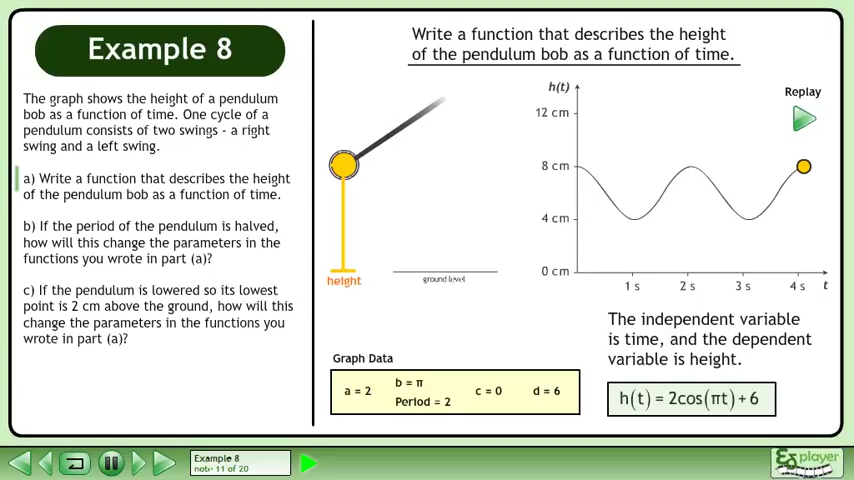 Example 8
The graph shows the height of a pendulum
bob as a function of time. One cycle of a
pendulum consists of two swings - a right
swing and a left swing.
a) Write a function that describes the height
of the pendulum bob as a function of time.
b) If the period of the pendulum is halved,
how will this change the parameters in the
functions you wrote in part (a)?
c) If the pendulum is lowered so its lowest
point is 2 cm above the ground, how will this
change the parameters in the functions you
wrote in part (a)?
Write a function that describes the height
of the pendulum bob as a function of time.
height
ground level
h(t)
12 cm
8 cm
4 cm
0 cm
1 s
2 s
3 s
4 s
t
Replay
Graph Data
a = 2
b = π
Period = 2
c = 0
d = 6
The independent variable
is time, and the dependent
variable is height.
h(t) = 2cos(πt) + 6
Example 8
note 11 of 20
player